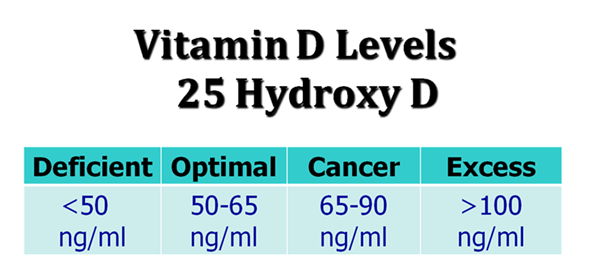 Vitamin D Levels
25 Hydroxy D
Deficient Optimal Cancer Excess
<50 50-65 65-90 >100
ng/ml ng/ml ng/ml ng/ml